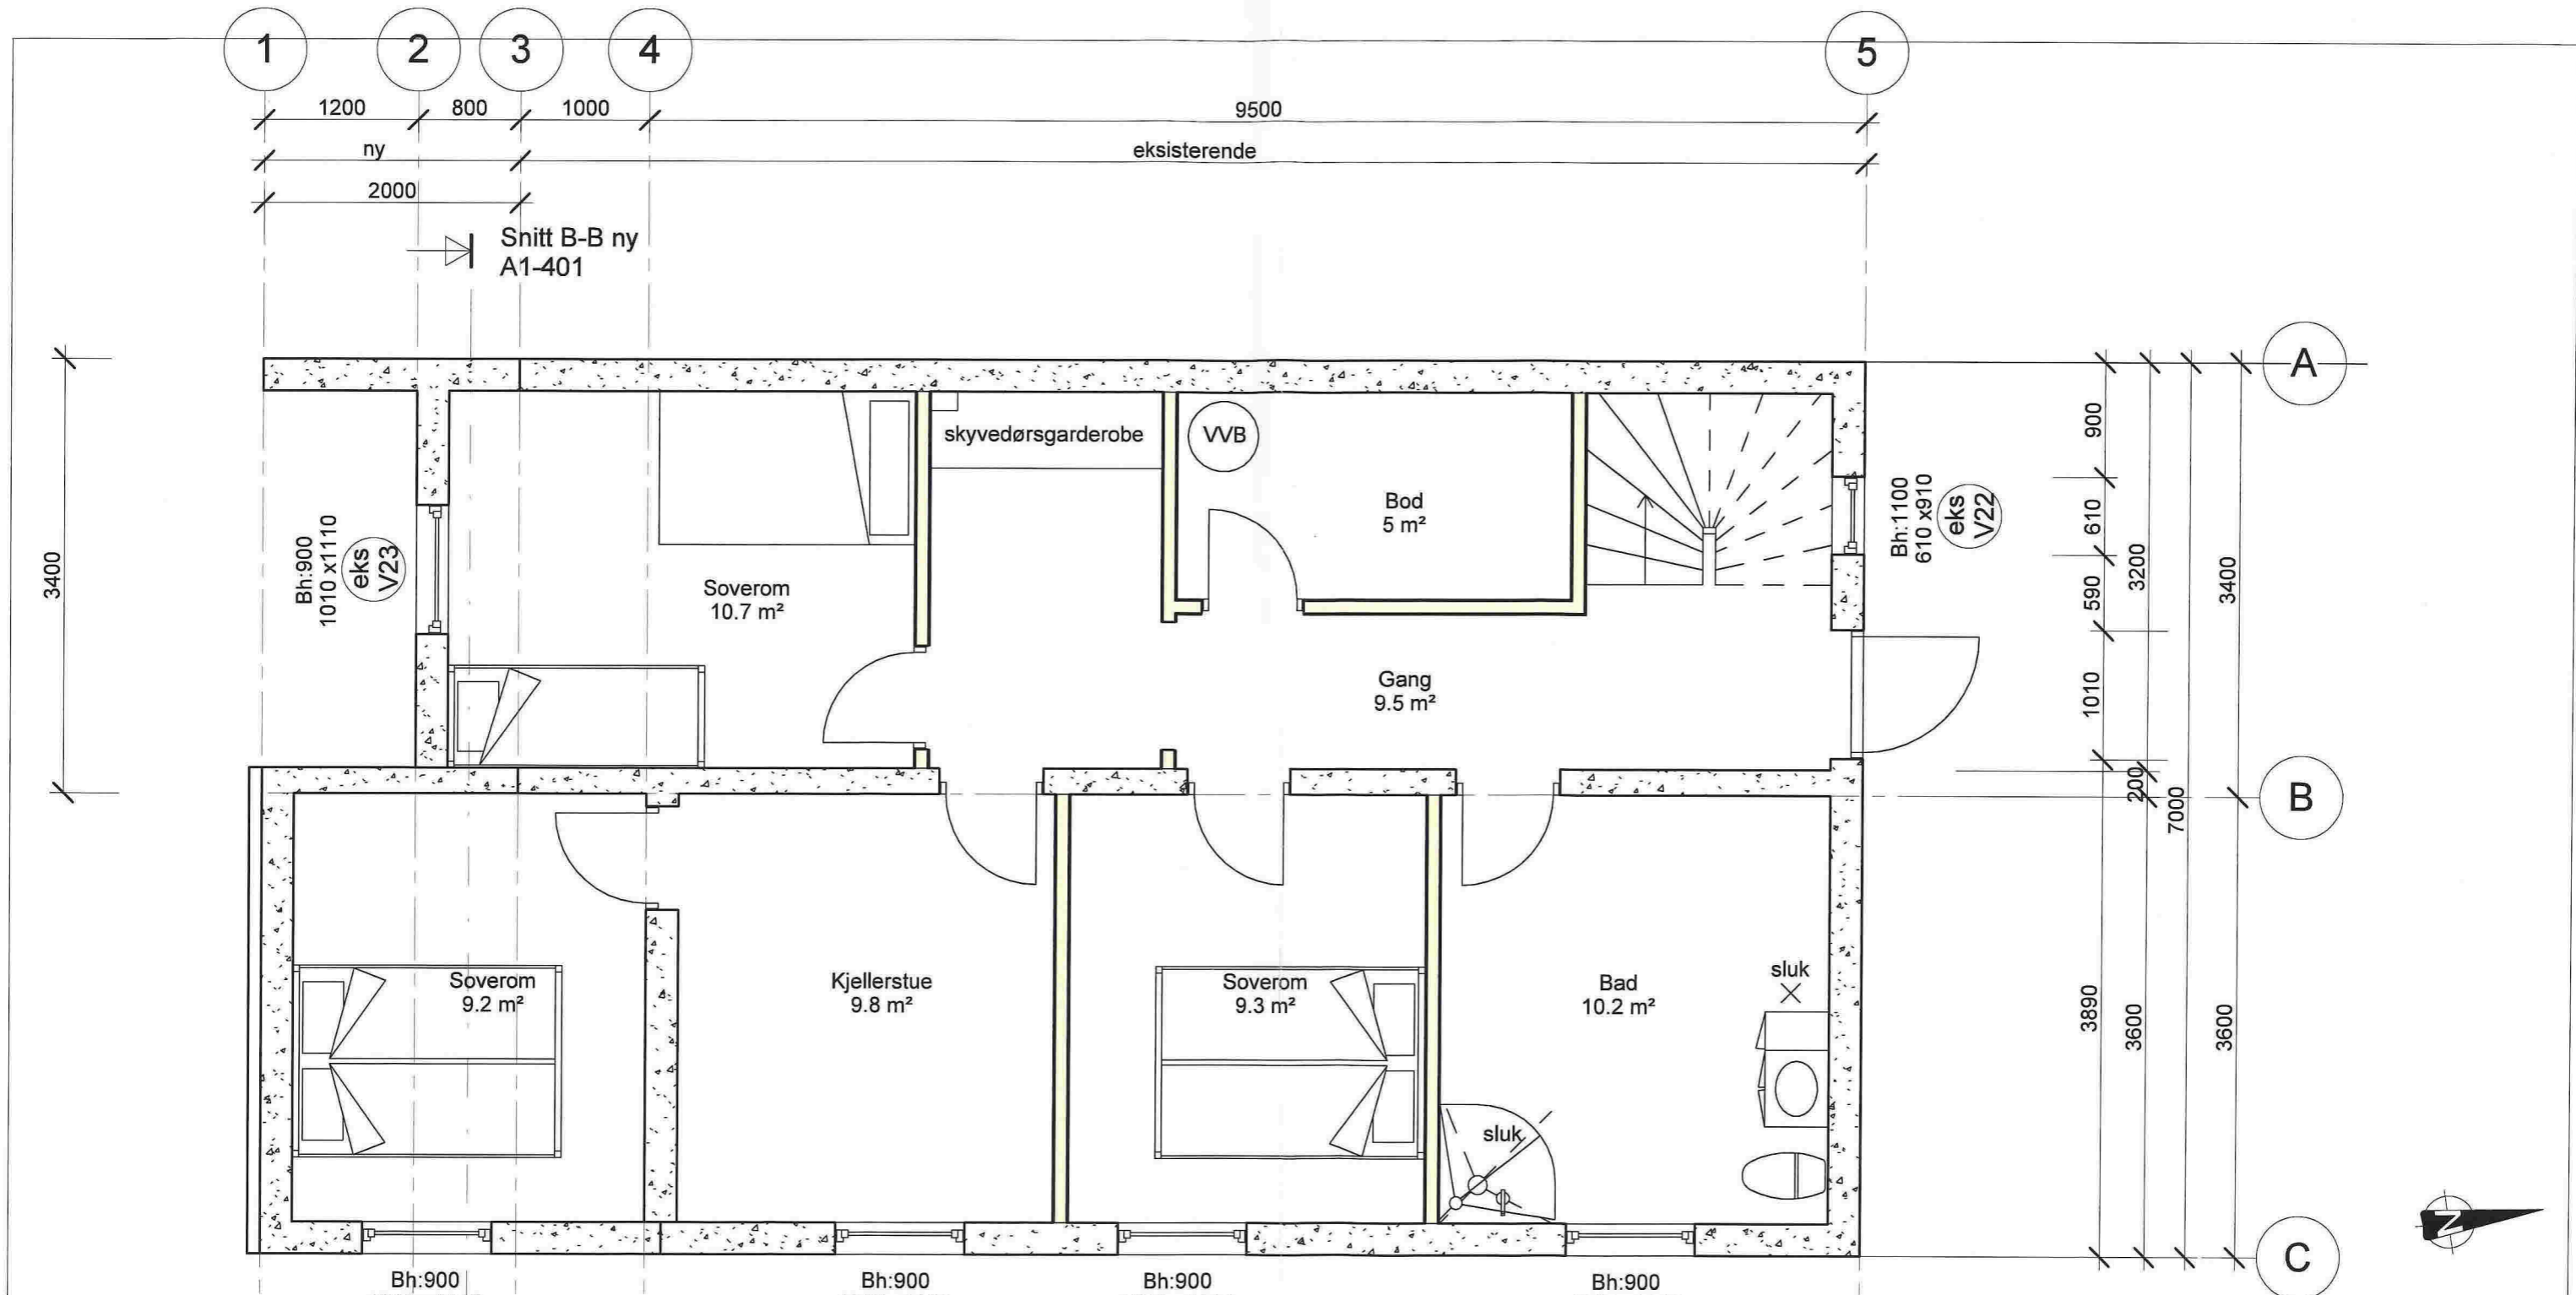 1 2 3 4 5
1200 800 1000 9500
ny eksisterende
2000
Snitt B-B ny
A1-401
A
3400
Bh:900
1010 x1110
eks
V23
skyvedørsgarderobe
VVB
Bod
5 m²
Soverom
10.7 m²
Gang
9.5 m²
Bh:1100
610 x910
eks
V22
900
610
590
1010
3890
3200
200
3600
7000
3400
3600
B
Soverom
9.2 m²
Kjellerstue
9.8 m²
Soverom
9.3 m²
Bad
10.2 m²
sluk
sluk
N
C
Bh:900 Bh:900 Bh:900 Bh:900